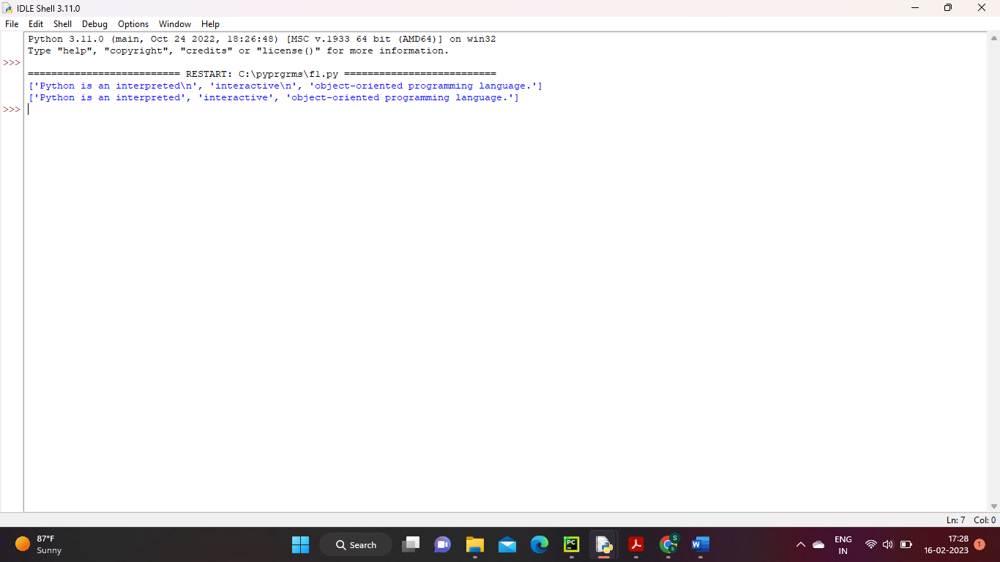 IDLE Shell 3.11.0
File Edit Shell Debug Options Window Help
Python 3.11.0 (main, Oct 24 2022, 18:26:48) [MSC v.1933 64 bit (AMD64)] on win32
Type "help", "copyright", "credits" or "license()" for more information.
>>>
========================== RESTART: C:\pyprgrms\f1.py ==========================
['Python is an interpreted\n', 'interactive\n', 'object-oriented programming language.']
['Python is an interpreted', 'interactive', 'object-oriented programming language.']
>>>
Ln: 7 Col: 0
87°F
Sunny
Search
PC
S
S
W
ENG
IN
17:28
16-02-2023
1